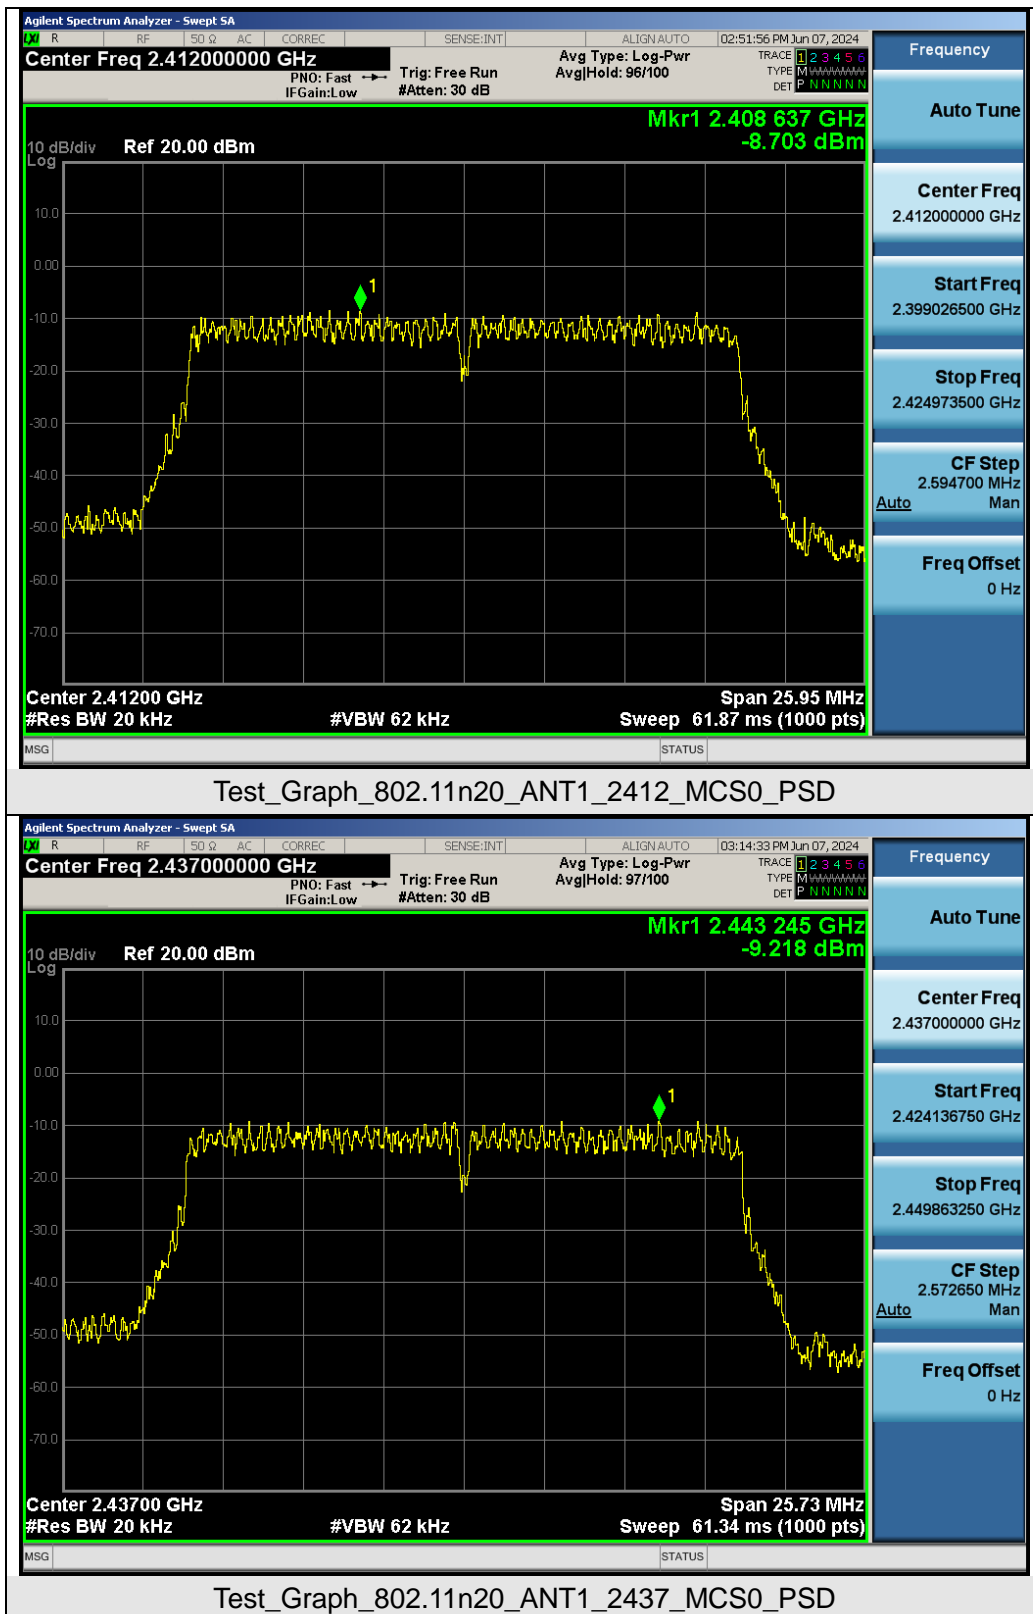 Agilent Spectrum Analyzer - Swept SA
LXI R RF 50 Ω AC CORREC SENSE:INT ALIGN AUTO 02:51:56 PM Jun 07, 2024
Center Freq 2.412000000 GHz
PNO: Fast
IFGain:Low
Trig: Free Run
#Atten: 30 dB
Avg Type: Log-Pwr
Avg|Hold: 96/100
TRACE 1 2 3 4 5 6
TYPE M WWWWW
DET P N N N N N
Mkr1 2.408 637 GHz
-8.703 dBm
10 dB/div
Log
Ref 20.00 dBm
10.0
0.00
-10.0
-20.0
-30.0
-40.0
-50.0
-60.0
-70.0
1
Center 2.41200 GHz
Span 25.95 MHz
#Res BW 20 kHz
#VBW 62 kHz
Sweep 61.87 ms (1000 pts)
MSG
STATUS
Frequency
Auto Tune
Center Freq
2.412000000 GHz
Start Freq
2.399026500 GHz
Stop Freq
2.424973500 GHz
CF Step
2.594700 MHz
Auto Man
Freq Offset
0 Hz
Test_Graph_802.11n20_ANT1_2412_MCS0_PSD
Agilent Spectrum Analyzer - Swept SA
LXI R RF 50 Ω AC CORREC SENSE:INT ALIGN AUTO 03:14:33 PM Jun 07, 2024
Center Freq 2.437000000 GHz
PNO: Fast
IFGain:Low
Trig: Free Run
#Atten: 30 dB
Avg Type: Log-Pwr
Avg|Hold: 97/100
TRACE 1 2 3 4 5 6
TYPE M WWWWW
DET P N N N N N
Mkr1 2.443 245 GHz
-9.218 dBm
10 dB/div
Log
Ref 20.00 dBm
10.0
0.00
-10.0
-20.0
-30.0
-40.0
-50.0
-60.0
-70.0
1
Center 2.43700 GHz
Span 25.73 MHz
#Res BW 20 kHz
#VBW 62 kHz
Sweep 61.34 ms (1000 pts)
MSG
STATUS
Frequency
Auto Tune
Center Freq
2.437000000 GHz
Start Freq
2.424136750 GHz
Stop Freq
2.449863250 GHz
CF Step
2.572650 MHz
Auto Man
Freq Offset
0 Hz
Test_Graph_802.11n20_ANT1_2437_MCS0_PSD